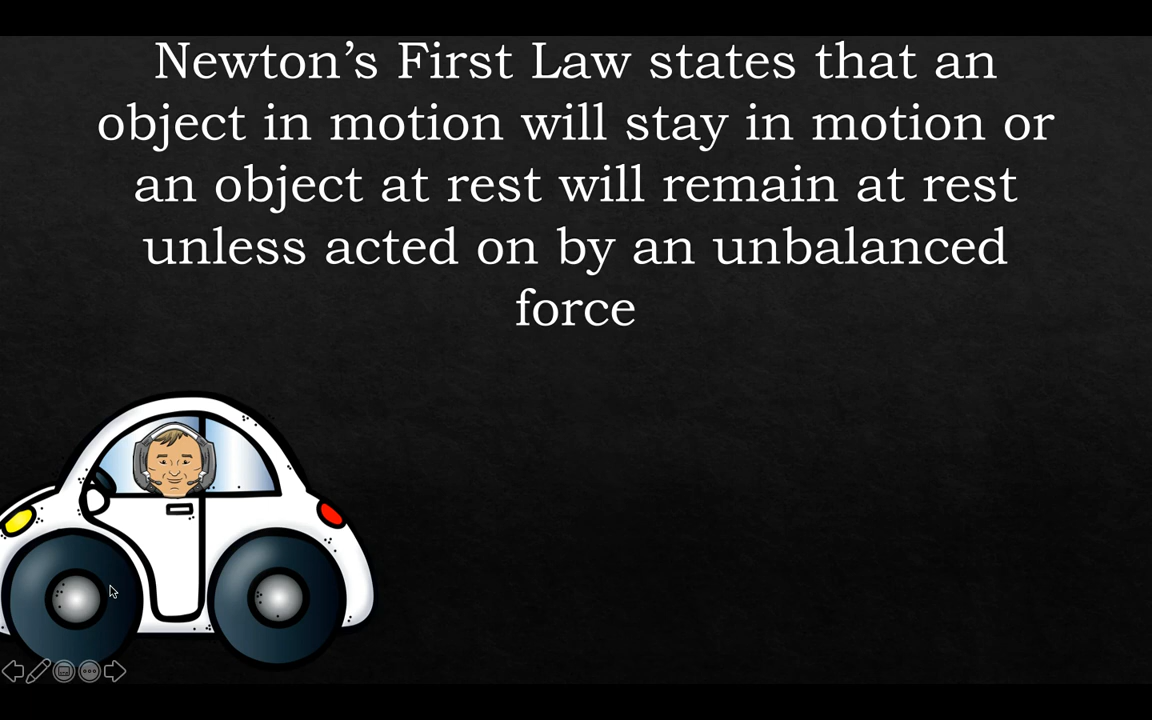 Newton’s First Law states that an
object in motion will stay in motion or
an object at rest will remain at rest
unless acted on by an unbalanced
force